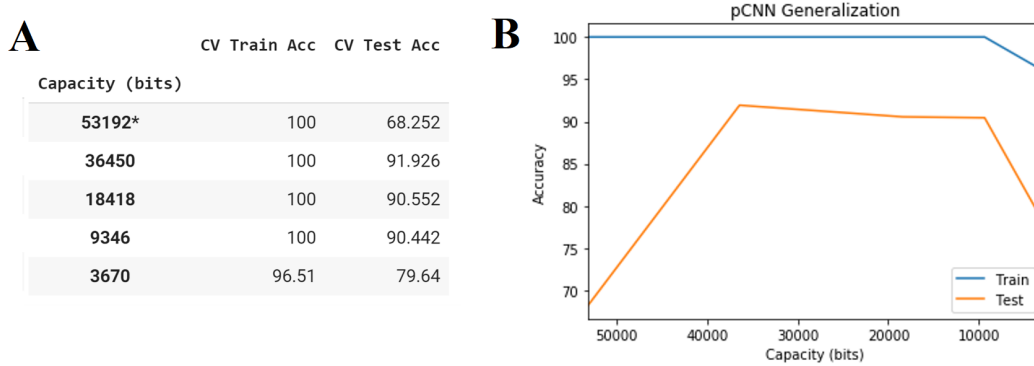 A
CV Train Acc CV Test Acc
Capacity (bits)
53192* 100 68.252
36450 100 91.926
18418 100 90.552
9346 100 90.442
3670 96.51 79.64
B
pCNN Generalization
100
95
90
85
80
75
70
Accuracy
50000 40000 30000 20000 10000
Capacity (bits)
Train
Test